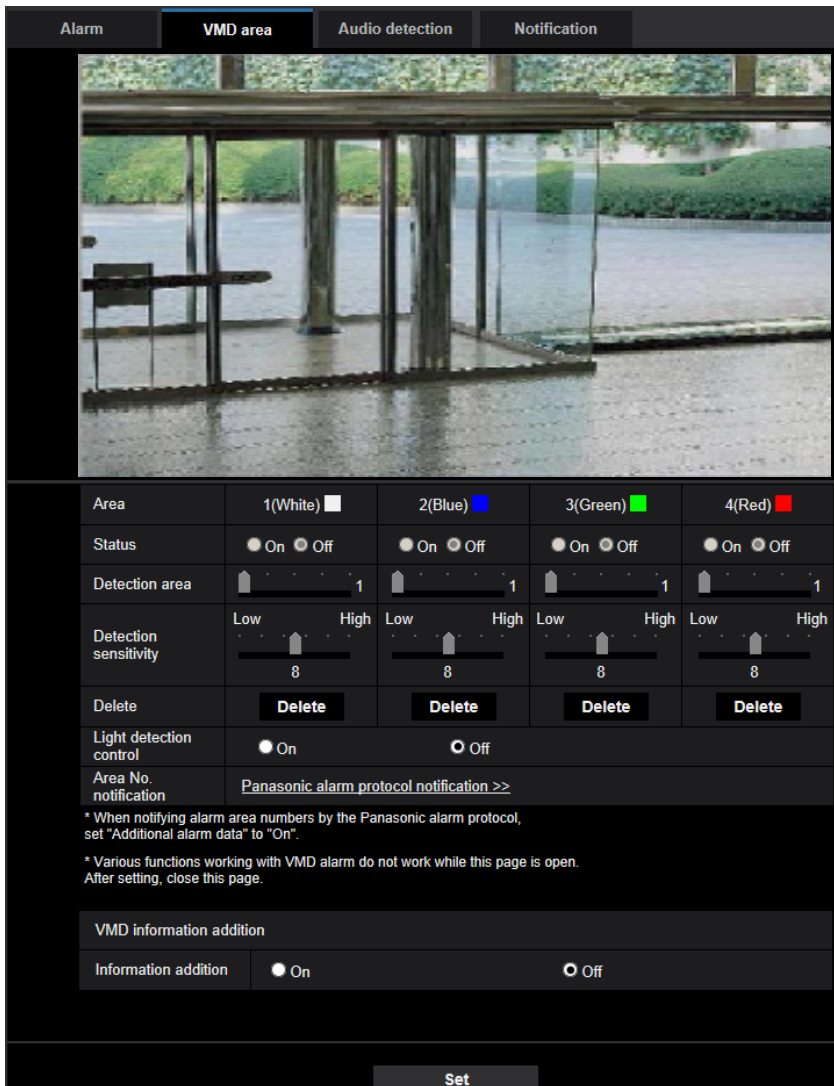 Alarm VMD area Audio detection Notification
Area 1(White) 2(Blue) 3(Green) 4(Red)
Status On Off On Off On Off On Off
Detection area 1 1 1 1
Low High Low High Low High Low High
Detection
sensitivity
8 8 8 8
Delete Delete Delete Delete Delete
Light detection
control On Off
Area No.
notification Panasonic alarm protocol notification >>
* When notifying alarm area numbers by the Panasonic alarm protocol,
set "Additional alarm data" to "On".
* Various functions working with VMD alarm do not work while this page is open.
After setting, close this page.
VMD information addition
Information addition On Off
Set